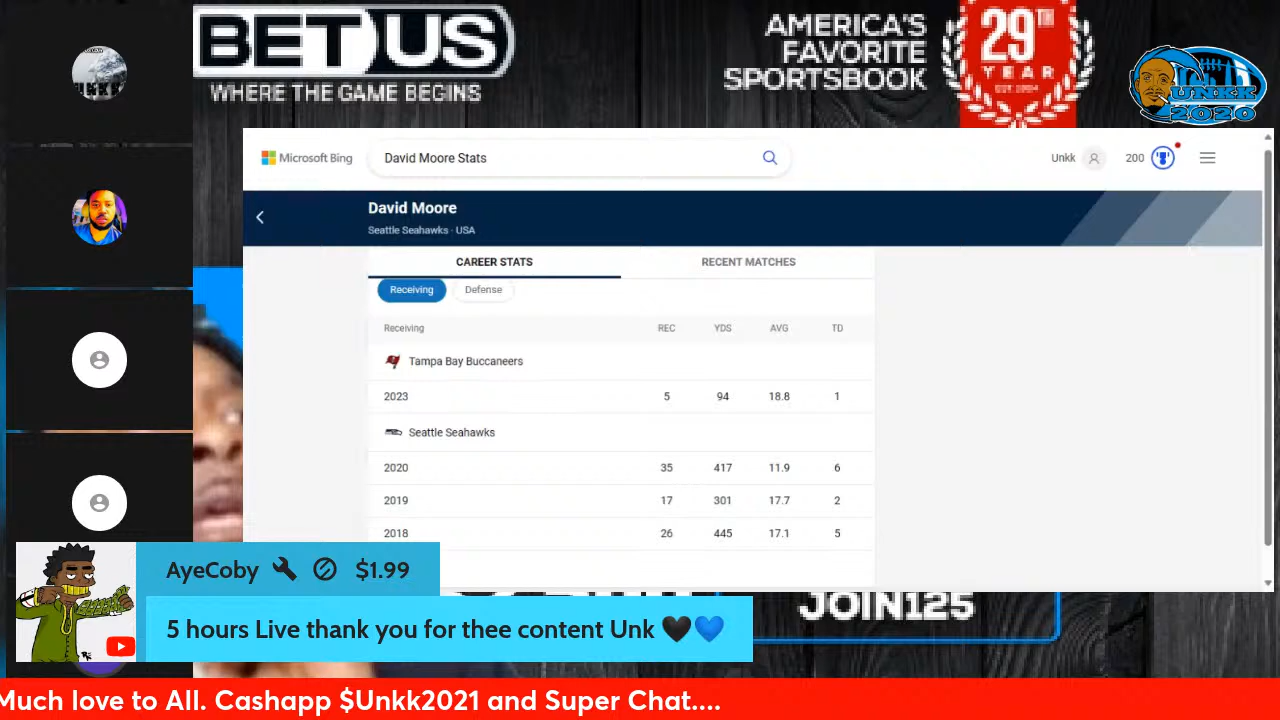 BETUS
WHERE THE GAME BEGINS
AMERICA'S
FAVORITE
SPORTSBOOK
29TH
YEAR
UNKK
2020
Microsoft Bing
David Moore Stats
Unkk
200
David Moore
Seattle Seahawks · USA
CAREER STATS RECENT MATCHES
Receiving Defense
Receiving REC YDS AVG TD
Tampa Bay Buccaneers
2023 5 94 18.8 1
Seattle Seahawks
2020 35 417 11.9 6
2019 17 301 17.7 2
2018 26 445 17.1 5
JOIN125
AyeCoby $1.99
5 hours Live thank you for thee content Unk 🖤💙
Much love to All. Cashapp $Unkk2021 and Super Chat....